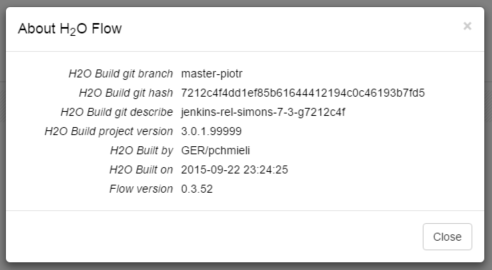 About H2O Flow ×
H2O Build git branch master-piotr
H2O Build git hash 7212c4f4dd1ef85b61644412194c0c46193b7fd5
H2O Build git describe jenkins-rel-simons-7-3-g7212c4f
H2O Build project version 3.0.1.99999
H2O Built by GER/pchmieli
H2O Built on 2015-09-22 23:24:25
Flow version 0.3.52
Close